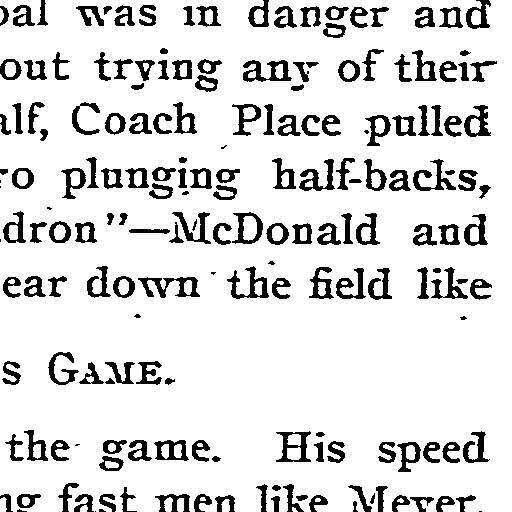 oal was in danger and
out trying any of their
alf, Coach Place pulled
ro plunging half-backs,
dron"—McDonald and
ear down the field like
s GAME.
the game. His speed
ng fast men like Meyer,